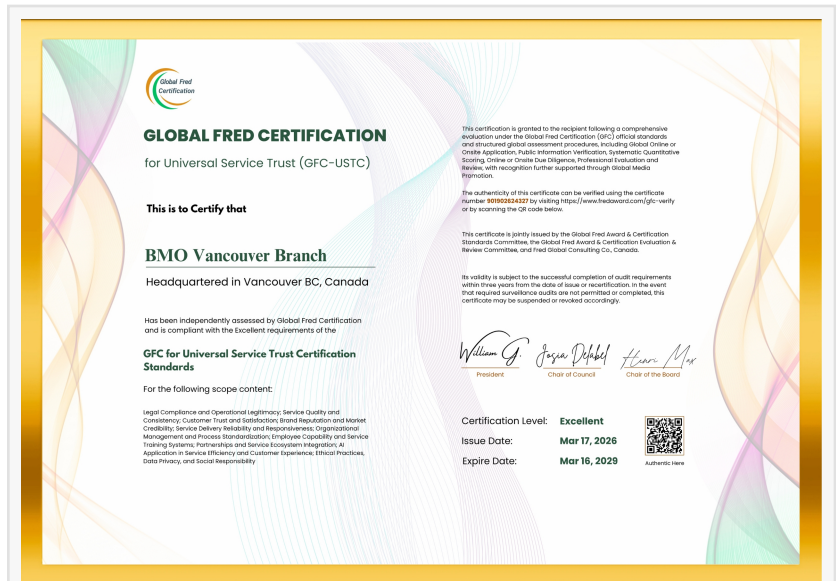 Global Fred
Certification
GLOBAL FRED CERTIFICATION
for Universal Service Trust (GFC-USTC)
This is to Certify that
BMO Vancouver Branch
Headquartered in Vancouver BC, Canada
Has been independently assessed by Global Fred Certification
and is compliant with the Excellent requirements of the
GFC for Universal Service Trust Certification
Standards
For the following scope content:
Legal Compliance and Operational Legitimacy; Service Quality and
Consistency; Customer Trust and Satisfaction; Brand Reputation and Market
Credibility; Service Delivery Reliability and Responsiveness; Organizational
Management and Process Standardization; Employee Capability and Service
Training Systems; Partnerships and Service Ecosystem Integration; AI
Application in Service Efficiency and Customer Experience; Ethical Practices,
Data Privacy, and Social Responsibility
This certification is granted to the recipient following a comprehensive
evaluation under the Global Fred Certification (GFC) official standards
and structured global assessment procedures, including Global Online or
Onsite Application, Public Information Verification, Systematic Quantitative
Scoring, Online or Onsite Due Diligence, Professional Evaluation and
Review, with recognition further supported through Global Media
Promotion.
The authenticity of this certificate can be verified using the certificate
number 901902624327 by visiting https://www.fredaward.com/gfc-verify
or by scanning the QR code below.
This certificate is jointly issued by the Global Fred Award & Certification
Standards Committee, the Global Fred Award & Certification Evaluation &
Review Committee, and Fred Global Consulting Co., Canada.
Its validity is subject to the successful completion of audit requirements
within three years from the date of issue or recertification. In the event
that required surveillance audits are not permitted or completed, this
certificate may be suspended or revoked accordingly.
William G. Josia Delabel Henri Max
President Chair of Council Chair of the Board
Certification Level: Excellent
Issue Date: Mar 17, 2026
Expire Date: Mar 16, 2029
Authentic Here